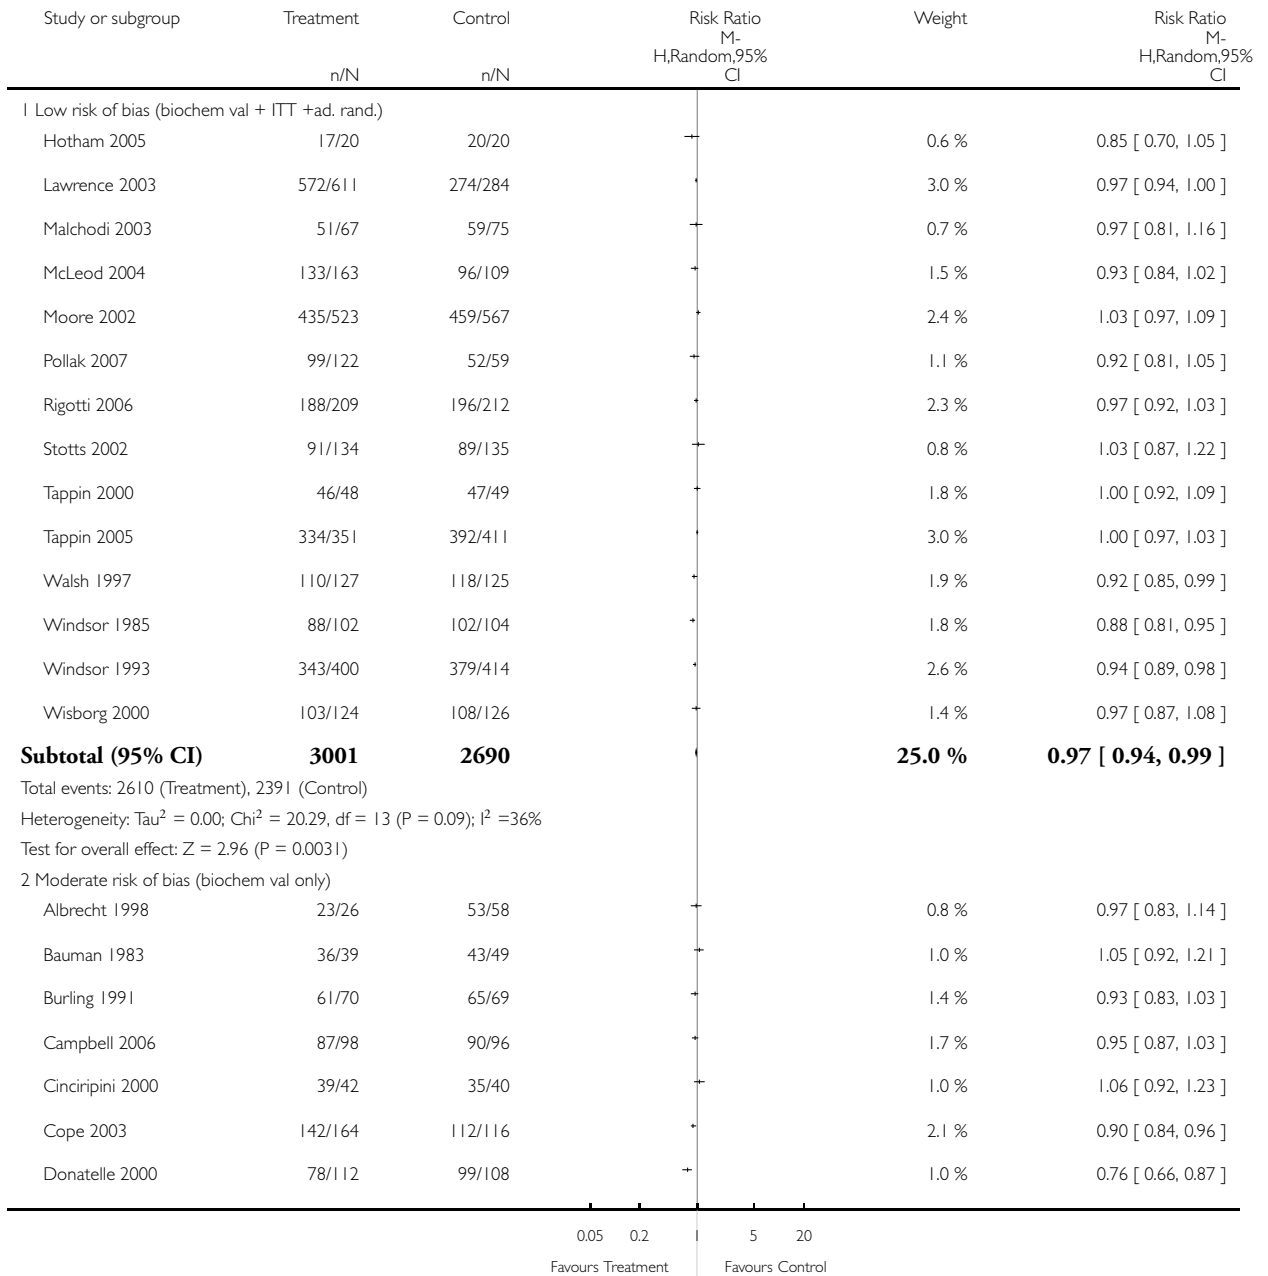 Study or subgroup Treatment Control Risk Ratio Weight Risk Ratio
M- M-
H,Random,95% H,Random,95%
n/N n/N CI CI
1 Low risk of bias (biochem val + ITT +ad. rand.)
Hotham 2005 17/20 20/20 0.6 % 0.85 [ 0.70, 1.05 ]
Lawrence 2003 572/611 274/284 3.0 % 0.97 [ 0.94, 1.00 ]
Malchodi 2003 51/67 59/75 0.7 % 0.97 [ 0.81, 1.16 ]
McLeod 2004 133/163 96/109 1.5 % 0.93 [ 0.84, 1.02 ]
Moore 2002 435/523 459/567 2.4 % 1.03 [ 0.97, 1.09 ]
Pollak 2007 99/122 52/59 1.1 % 0.92 [ 0.81, 1.05 ]
Rigotti 2006 188/209 196/212 2.3 % 0.97 [ 0.92, 1.03 ]
Stotts 2002 91/134 89/135 0.8 % 1.03 [ 0.87, 1.22 ]
Tappin 2000 46/48 47/49 1.8 % 1.00 [ 0.92, 1.09 ]
Tappin 2005 334/351 392/411 3.0 % 1.00 [ 0.97, 1.03 ]
Walsh 1997 110/127 118/125 1.9 % 0.92 [ 0.85, 0.99 ]
Windsor 1985 88/102 102/104 1.8 % 0.88 [ 0.81, 0.95 ]
Windsor 1993 343/400 379/414 2.6 % 0.94 [ 0.89, 0.98 ]
Wisborg 2000 103/124 108/126 1.4 % 0.97 [ 0.87, 1.08 ]
Subtotal (95% CI) 3001 2690 25.0 % 0.97 [ 0.94, 0.99 ]
Total events: 2610 (Treatment), 2391 (Control)
Heterogeneity: Tau² = 0.00; Chi² = 20.29, df = 13 (P = 0.09); I² =36%
Test for overall effect: Z = 2.96 (P = 0.0031)
2 Moderate risk of bias (biochem val only)
Albrecht 1998 23/26 53/58 0.8 % 0.97 [ 0.83, 1.14 ]
Bauman 1983 36/39 43/49 1.0 % 1.05 [ 0.92, 1.21 ]
Burling 1991 61/70 65/69 1.4 % 0.93 [ 0.83, 1.03 ]
Campbell 2006 87/98 90/96 1.7 % 0.95 [ 0.87, 1.03 ]
Cinciripini 2000 39/42 35/40 1.0 % 1.06 [ 0.92, 1.23 ]
Cope 2003 142/164 112/116 2.1 % 0.90 [ 0.84, 0.96 ]
Donatelle 2000 78/112 99/108 1.0 % 0.76 [ 0.66, 0.87 ]
0.05 0.2 1 5 20
Favours Treatment Favours Control